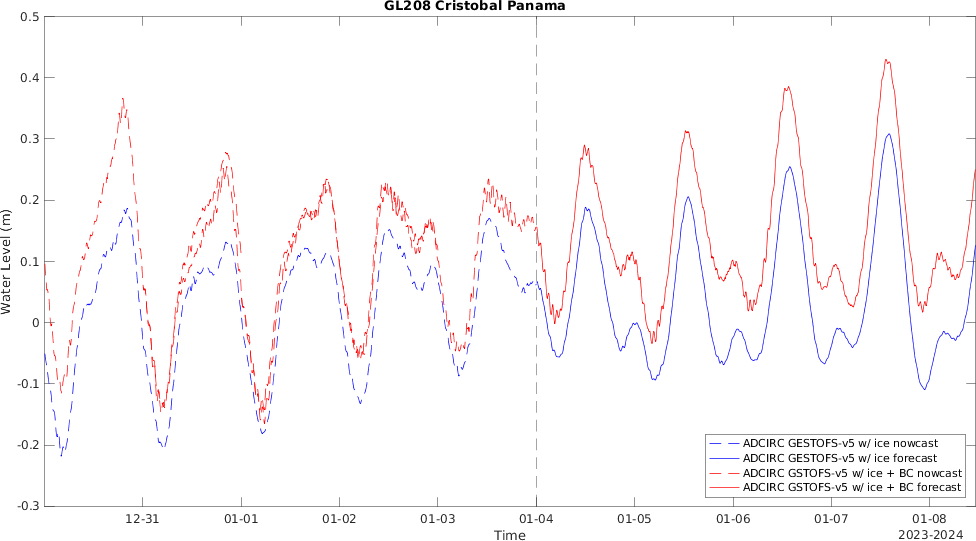 GL208 Cristobal Panama
0.5
0.4
0.3
0.2
0.1
0
-0.1
-0.2
-0.3
Water Level (m)
ADCIRC GESTOFS-v5 w/ ice nowcast
ADCIRC GESTOFS-v5 w/ ice forecast
ADCIRC GSTOFS-v5 w/ ice + BC nowcast
ADCIRC GSTOFS-v5 w/ ice + BC forecast
12-31 01-01 01-02 01-03 01-04 01-05 01-06 01-07 01-08
Time
2023-2024